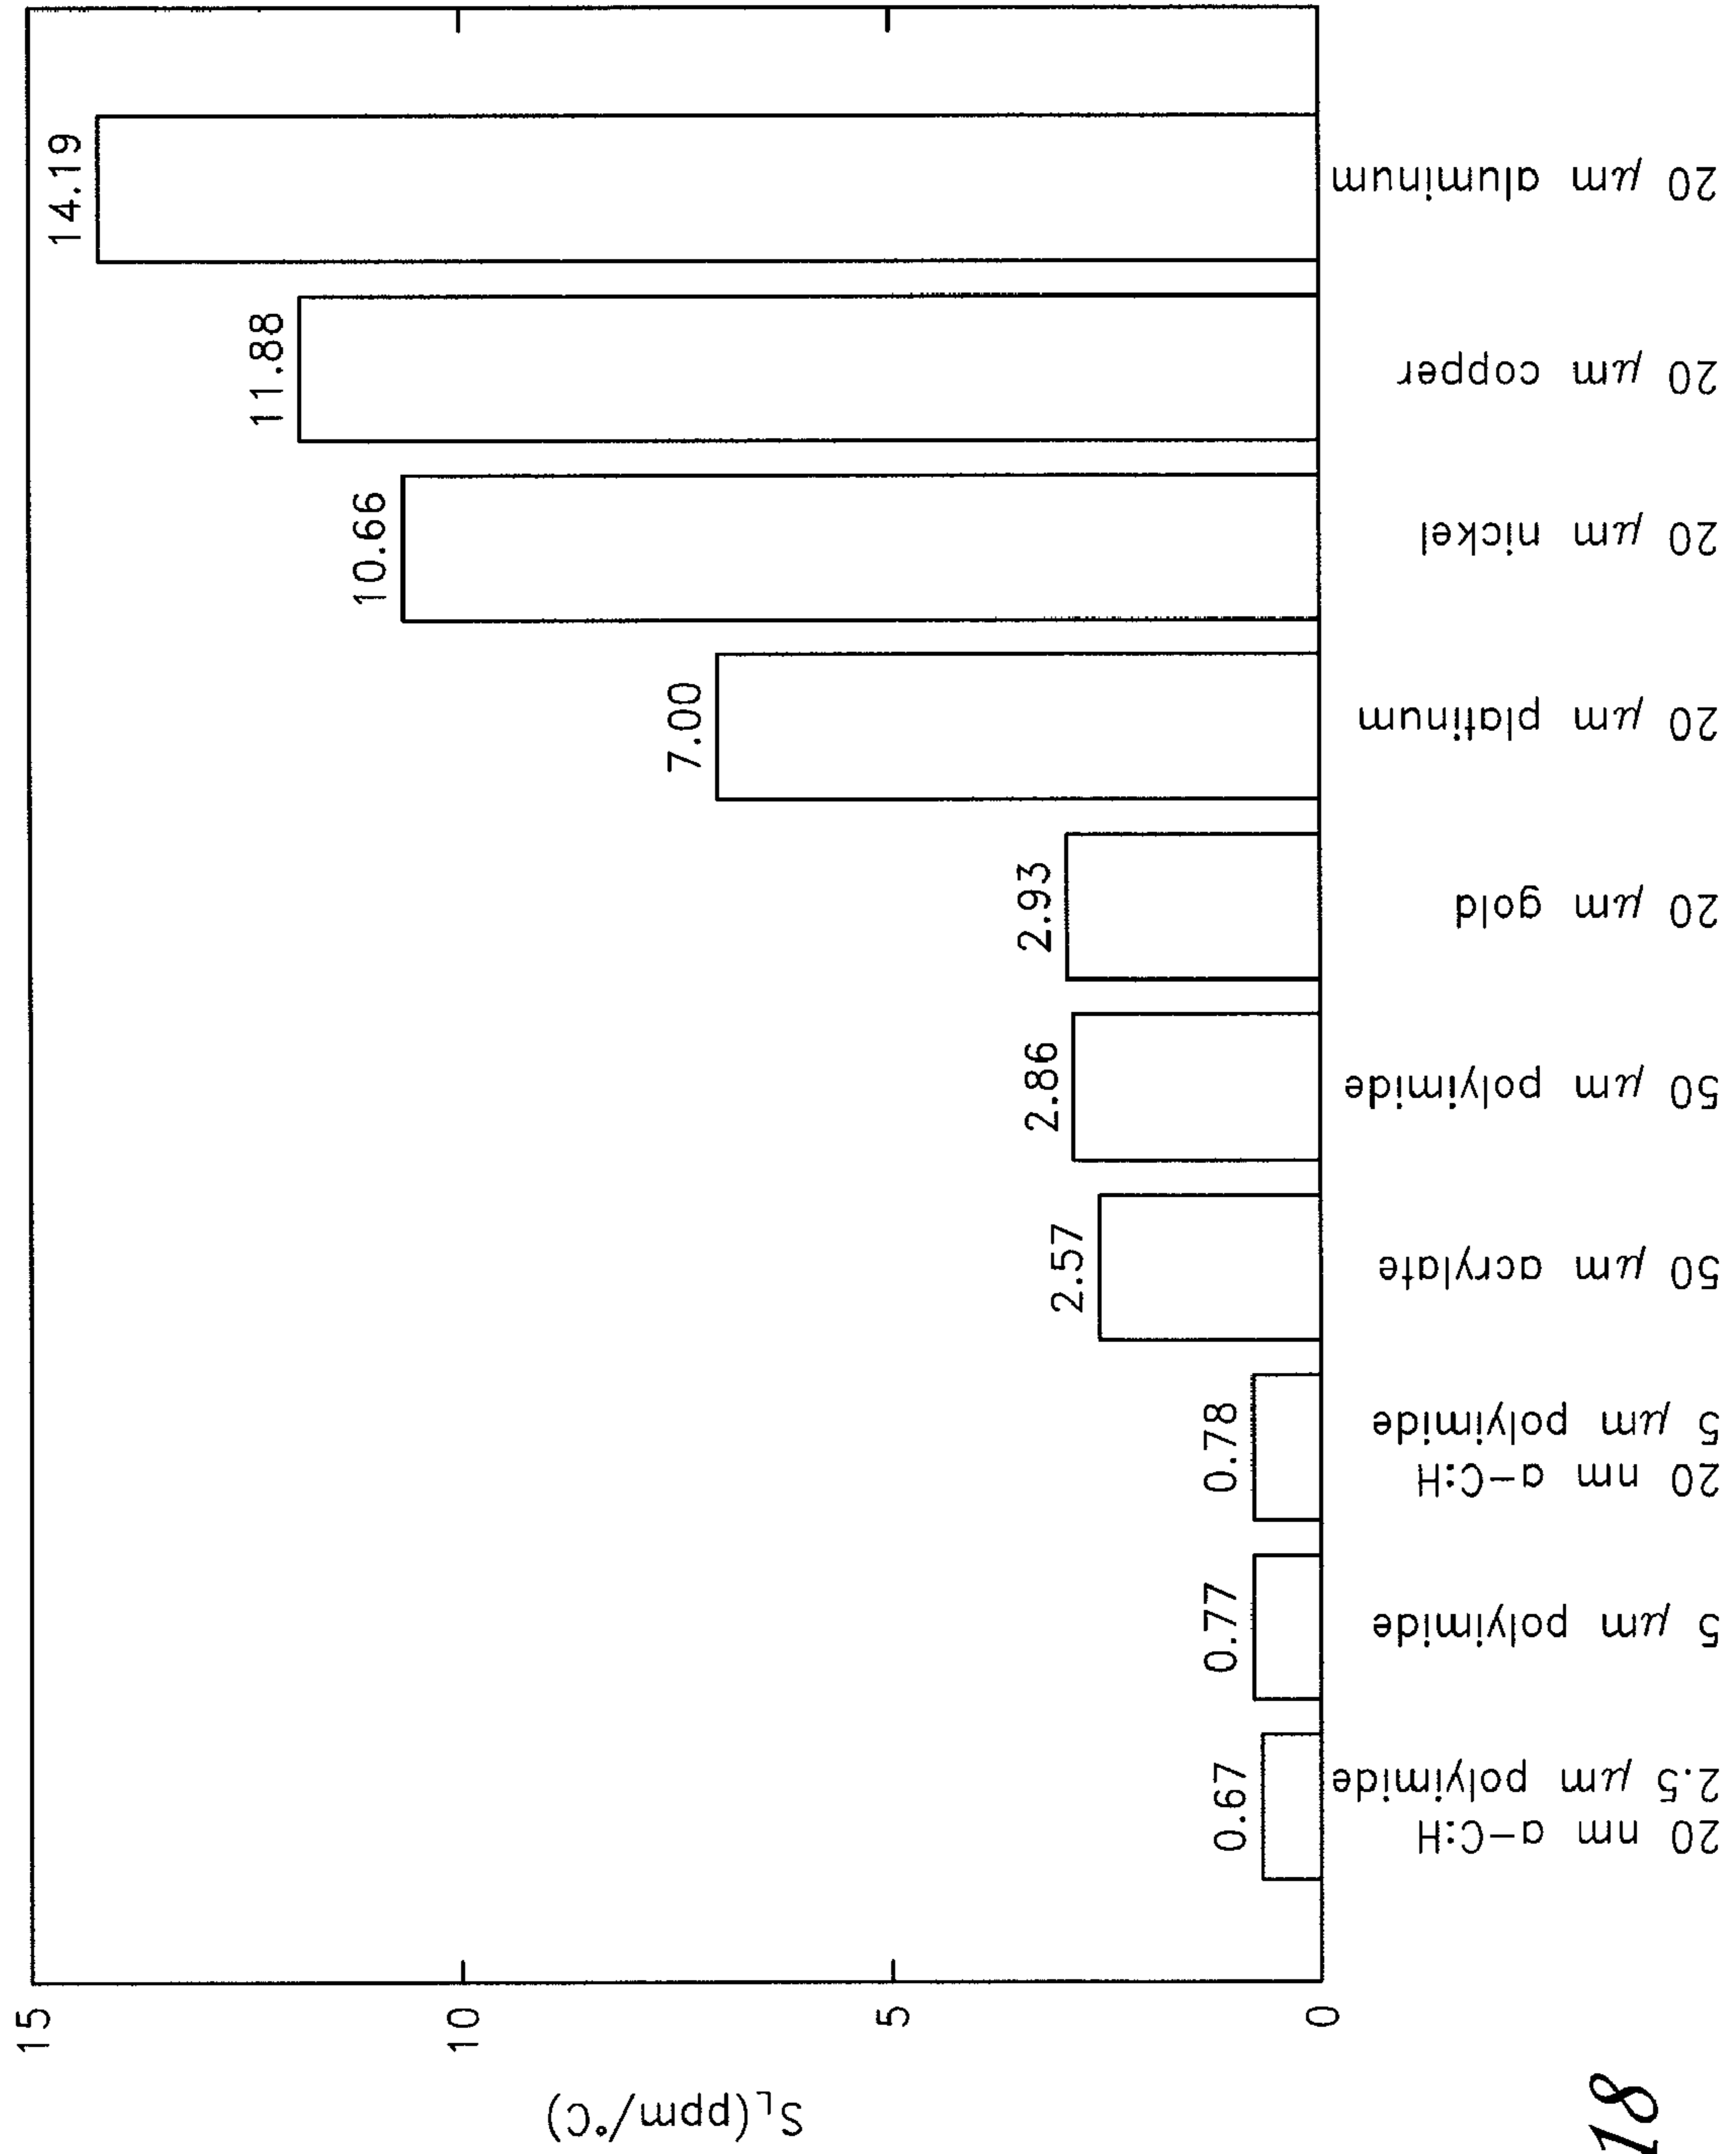 15
10
5
0
S_L(ppm/°C)
0.67
0.77
0.78
2.57
2.86
2.93
7.00
10.66
11.88
14.19
20 nm a-C:H
2.5 μm polyimide
5 μm polyimide
20 nm a-C:H
5 μm polyimide
50 μm acrylate
50 μm polyimide
20 μm gold
20 μm platinum
20 μm nickel
20 μm copper
20 μm aluminum
18